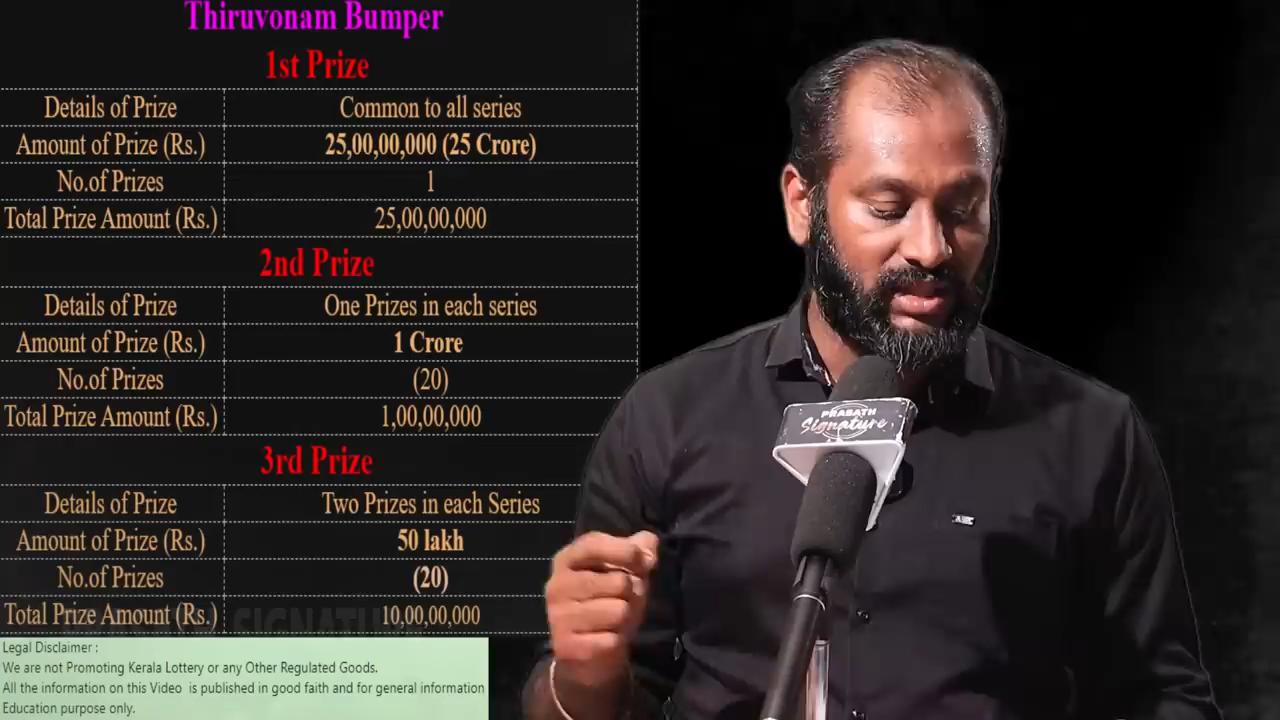 Thiruvonam Bumper
1st Prize
Details of Prize Common to all series
Amount of Prize (Rs.) 25,00,00,000 (25 Crore)
No.of Prizes 1
Total Prize Amount (Rs.) 25,00,00,000
2nd Prize
Details of Prize One Prizes in each series
Amount of Prize (Rs.) 1 Crore
No.of Prizes (20)
Total Prize Amount (Rs.) 1,00,00,000
3rd Prize
Details of Prize Two Prizes in each Series
Amount of Prize (Rs.) 50 lakh
No.of Prizes (20)
Total Prize Amount (Rs.) 10,00,00,000
SIGNATU
Legal Disclaimer :
We are not Promoting Kerala Lottery or any Other Regulated Goods.
All the information on this Video is published in good faith and for general information
Education purpose only.
PRABATH
Signature